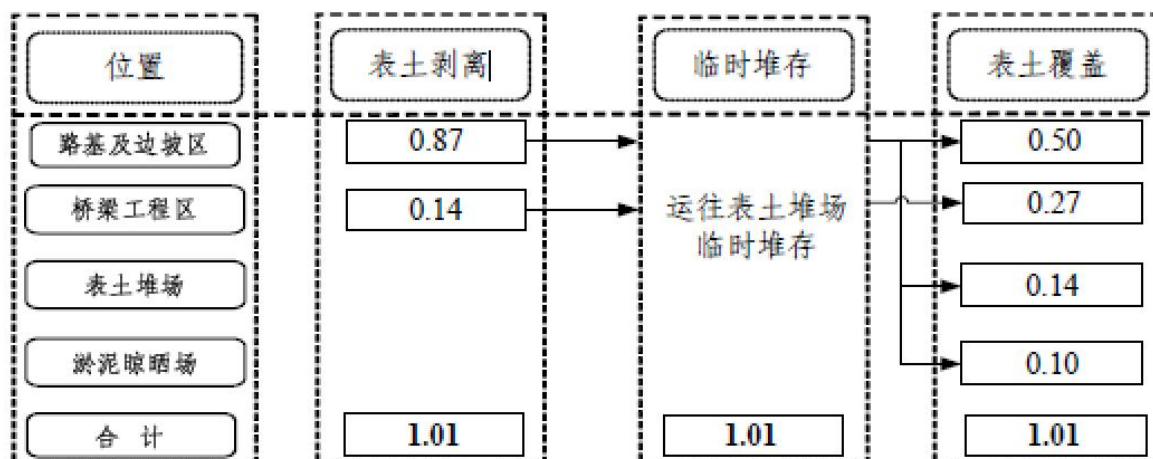 位置 表土剥离 临时堆存 表土覆盖
路基及边坡区 0.87 0.50
桥梁工程区 0.14 运往表土堆场 0.27
临时堆存
表土堆场 0.14
淤泥晾晒场 0.10
合 计 1.01 1.01 1.01